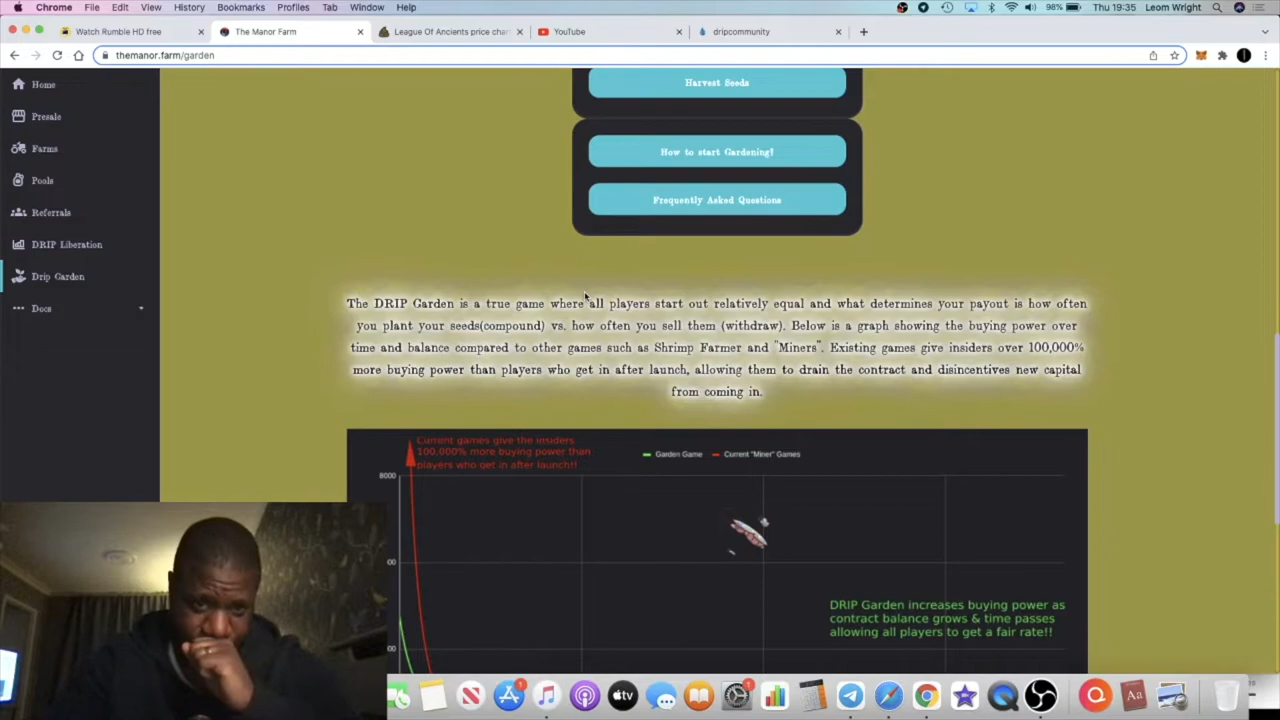 Chrome File Edit View History Bookmarks Profiles Tab Window Help 98% Thu 19:35 Leom Wright
Watch Rumble HD free The Manor Farm League Of Ancients price char YouTube dripcommunity
themanor.farm/garden
Home
Presale
Farms
Pools
Referrals
DRIP Liberation
Drip Garden
Docs
Harvest Seeds
How to start Gardening?
Frequently Asked Questions
The DRIP Garden is a true game where all players start out relatively equal and what determines your payout is how often
you plant your seeds(compound) vs. how often you sell them (withdraw). Below is a graph showing the buying power over
time and balance compared to other games such as Shrimp Farmer and "Miners". Existing games give insiders over 100,000%
more buying power than players who get in after launch, allowing them to drain the contract and disincentives new capital
from coming in.
Current games give the insiders
100,000% more buying power than
players who get in after launch!!
Garden Game Current "Miner" Games
8000
DRIP Garden increases buying power as
contract balance grows & time passes
allowing all players to get a fair rate!!